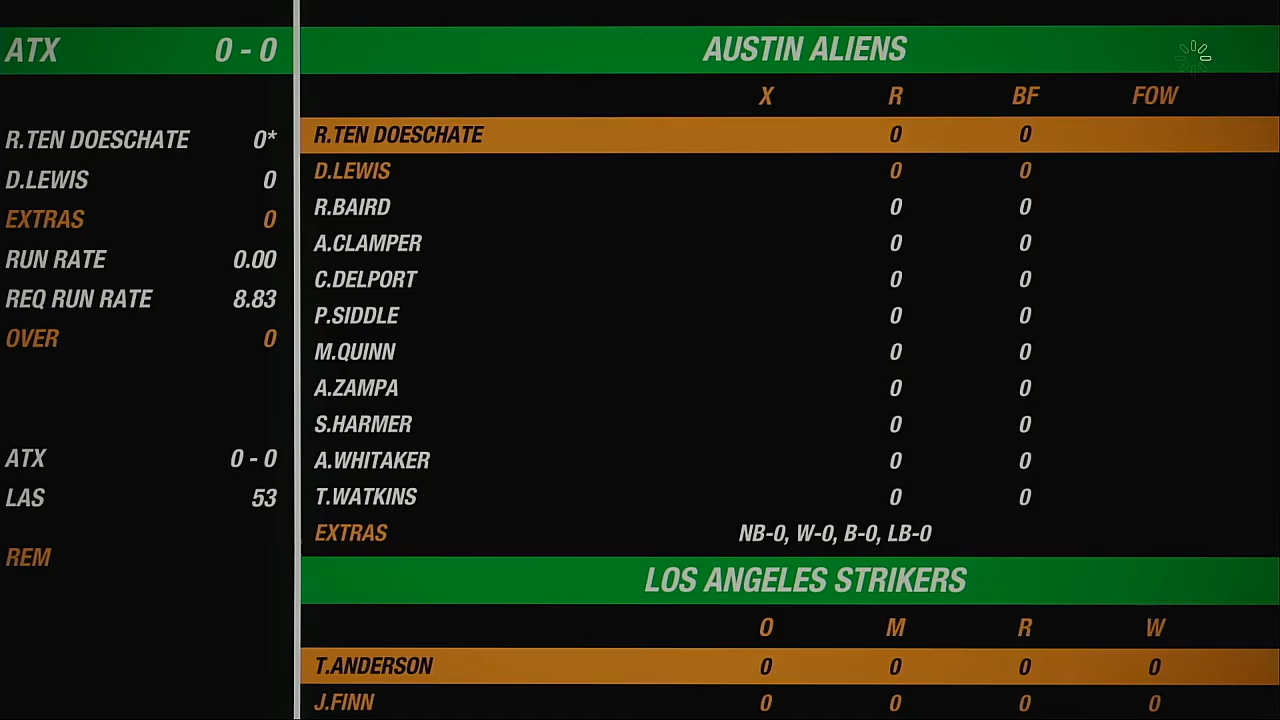 ATX 0 - 0
R.TEN DOESCHATE 0*
D.LEWIS 0
EXTRAS 0
RUN RATE 0.00
REQ RUN RATE 8.83
OVER 0
ATX 0 - 0
LAS 53
REM
AUSTIN ALIENS
X R BF FOW
R.TEN DOESCHATE 0 0
D.LEWIS 0 0
R.BAIRD 0 0
A.CLAMPER 0 0
C.DELPORT 0 0
P.SIDDLE 0 0
M.QUINN 0 0
A.ZAMPA 0 0
S.HARMER 0 0
A.WHITAKER 0 0
T.WATKINS 0 0
EXTRAS NB-0, W-0, B-0, LB-0
LOS ANGELES STRIKERS
O M R W
T.ANDERSON 0 0 0 0
J.FINN 0 0 0 0